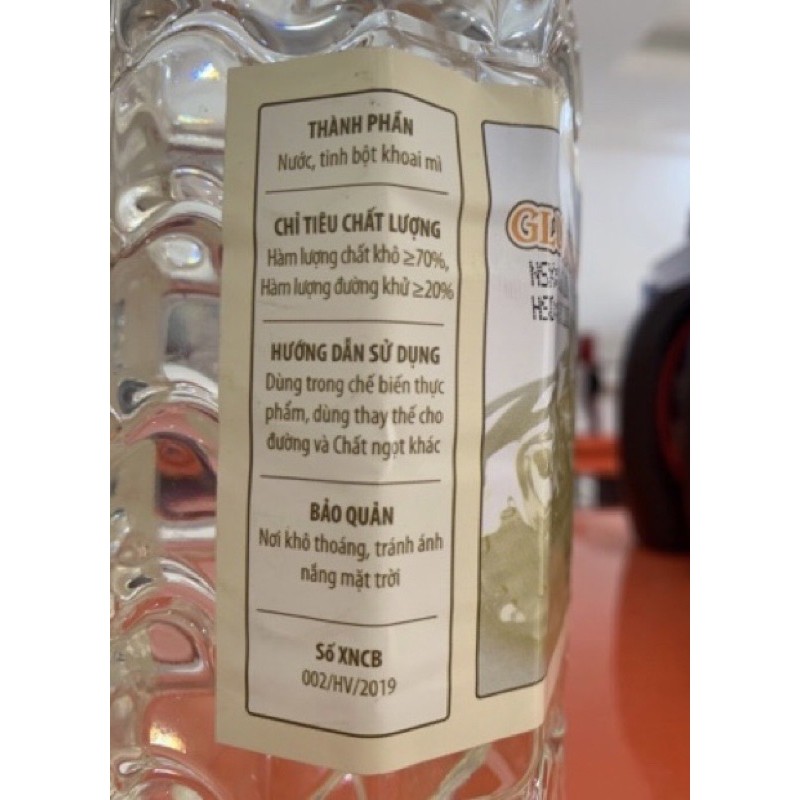 THÀNH PHẦN
Nước, tinh bột khoai mì
CHỈ TIÊU CHẤT LƯỢNG
Hàm lượng chất khô ≥70%,
Hàm lượng đường khử ≥20%
HƯỚNG DẪN SỬ DỤNG
Dùng trong chế biến thực
phẩm, dùng thay thế cho
đường và Chất ngọt khác
BẢO QUẢN
Nơi khô thoáng, tránh ánh
nắng mặt trời
Số XNCB
002/HV/2019